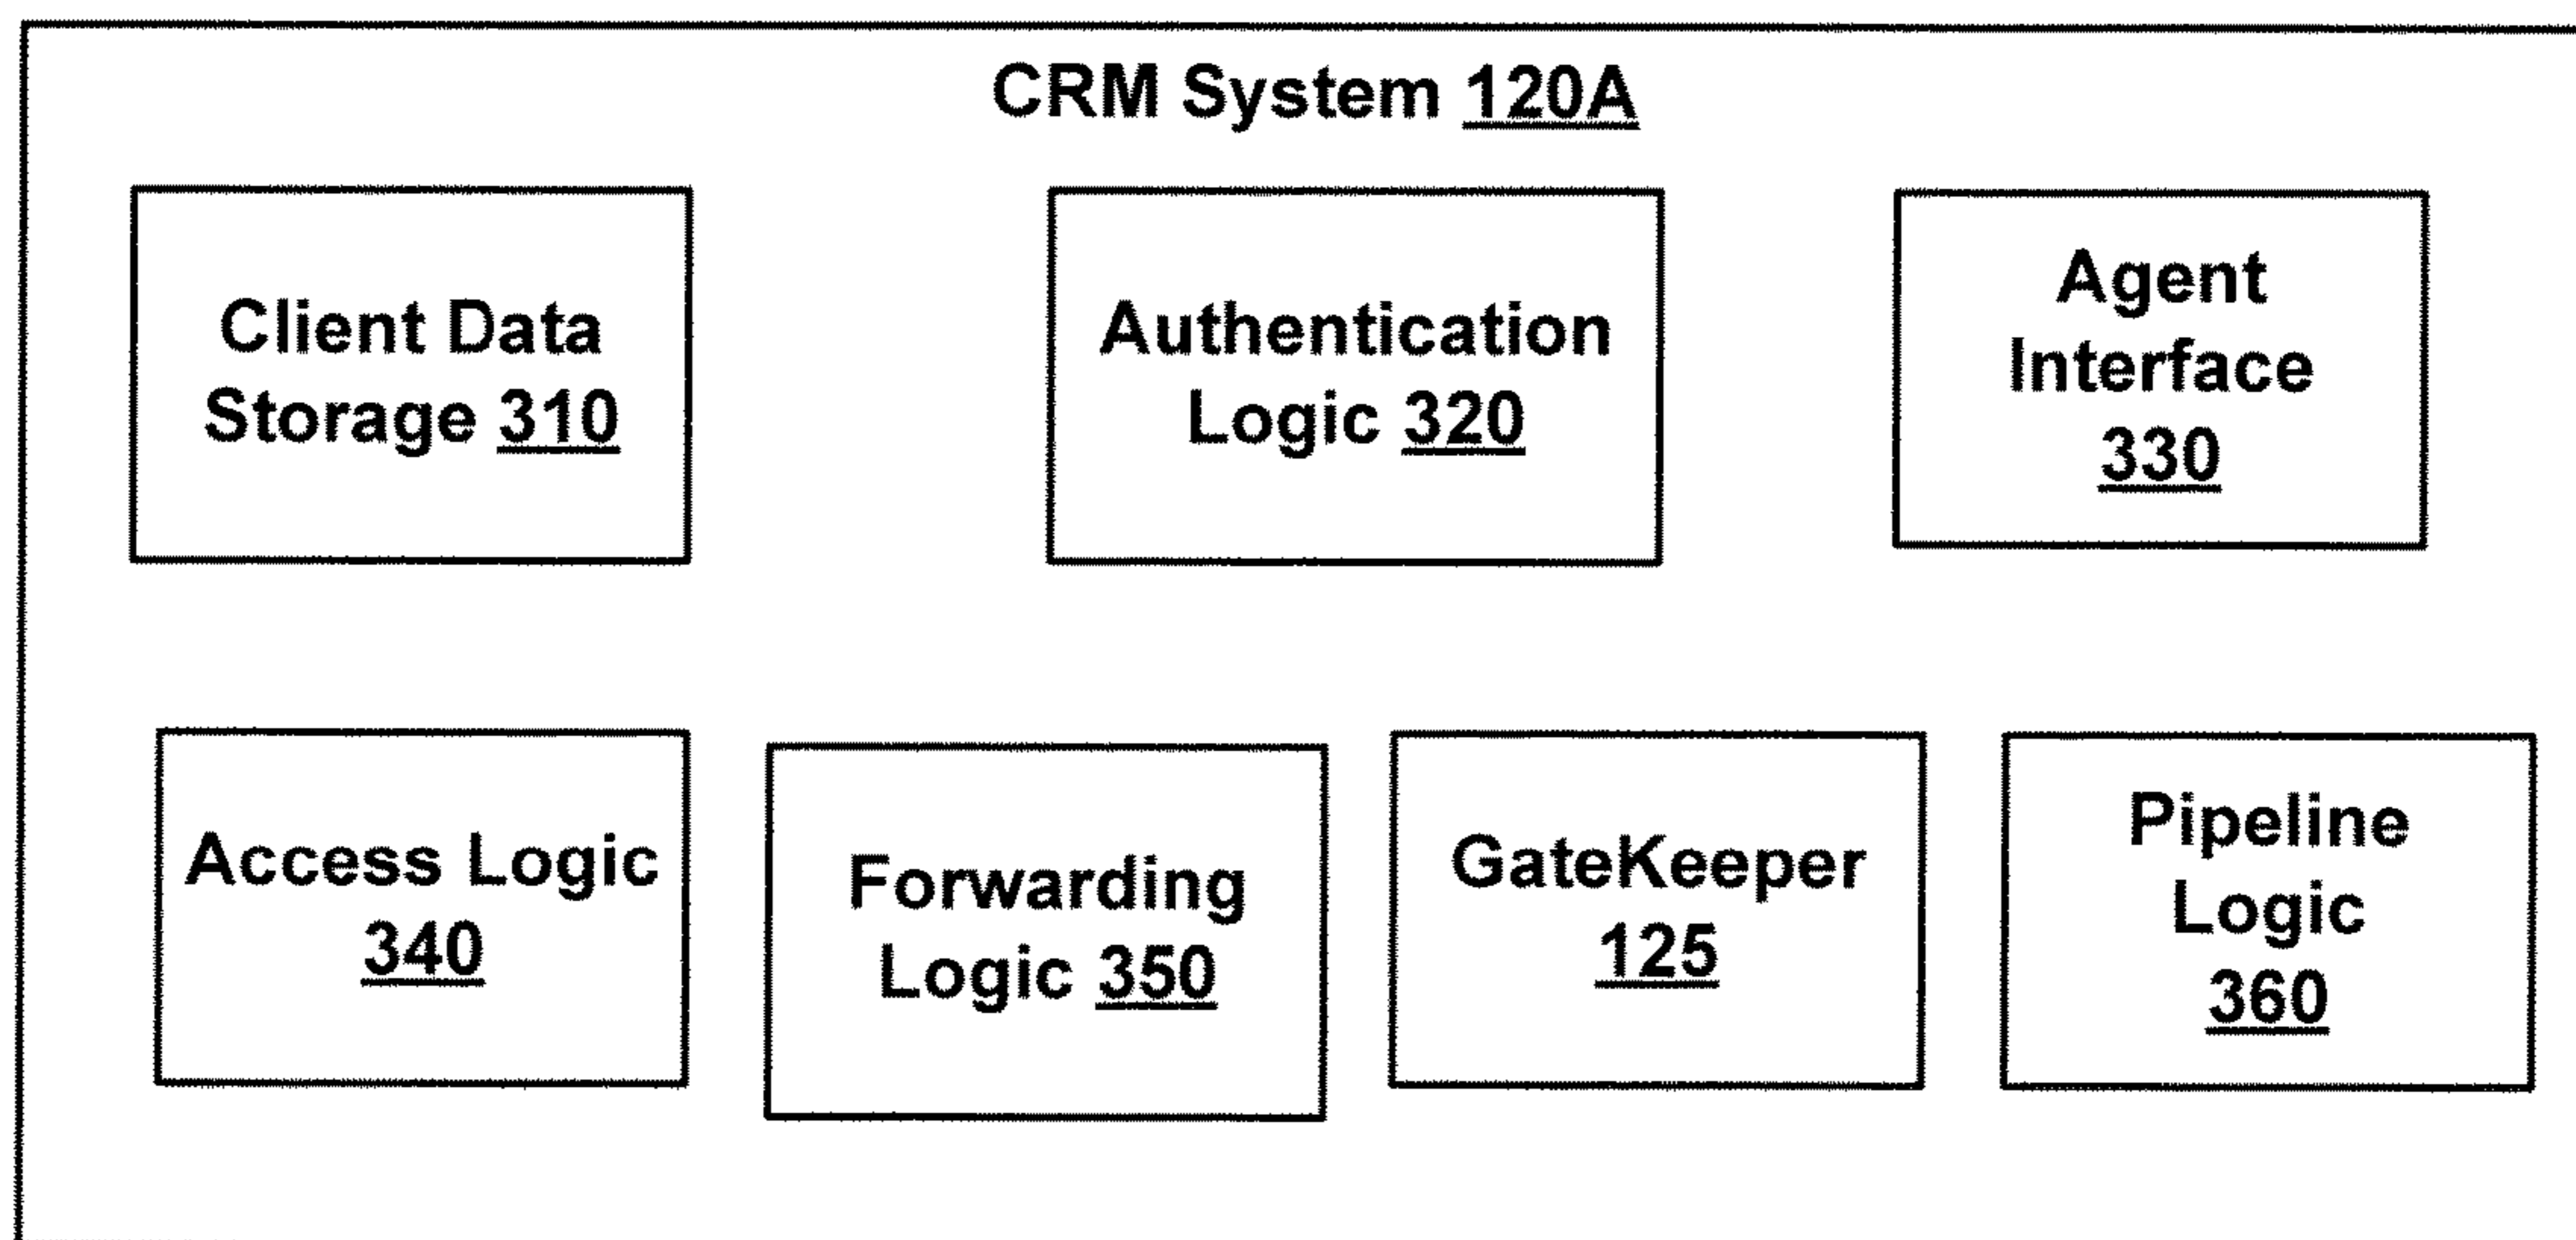 CRM System 120A
Client Data
Storage 310
Authentication
Logic 320
Agent
Interface
330
Access Logic
340
Forwarding
Logic 350
GateKeeper
125
Pipeline
Logic
360